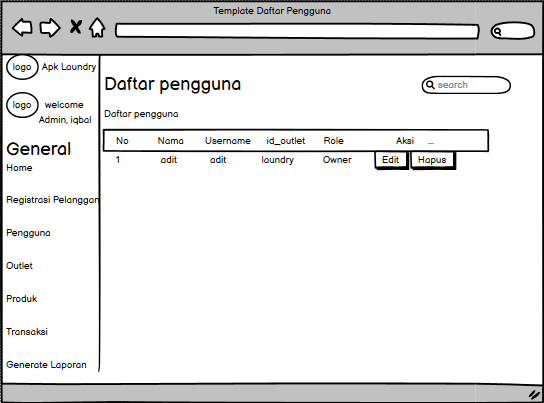 Template Daftar Pengguna
logo Apk Laundry
logo welcome
Admin, iqbal
General
Home
Registrasi Pelanggan
Pengguna
Outlet
Produk
Transaksi
Generate Laporan
Daftar pengguna
search
Daftar pengguna
No Nama Username id_outlet Role Aksi ...
1 adit adit laundry Owner Edit Hapus